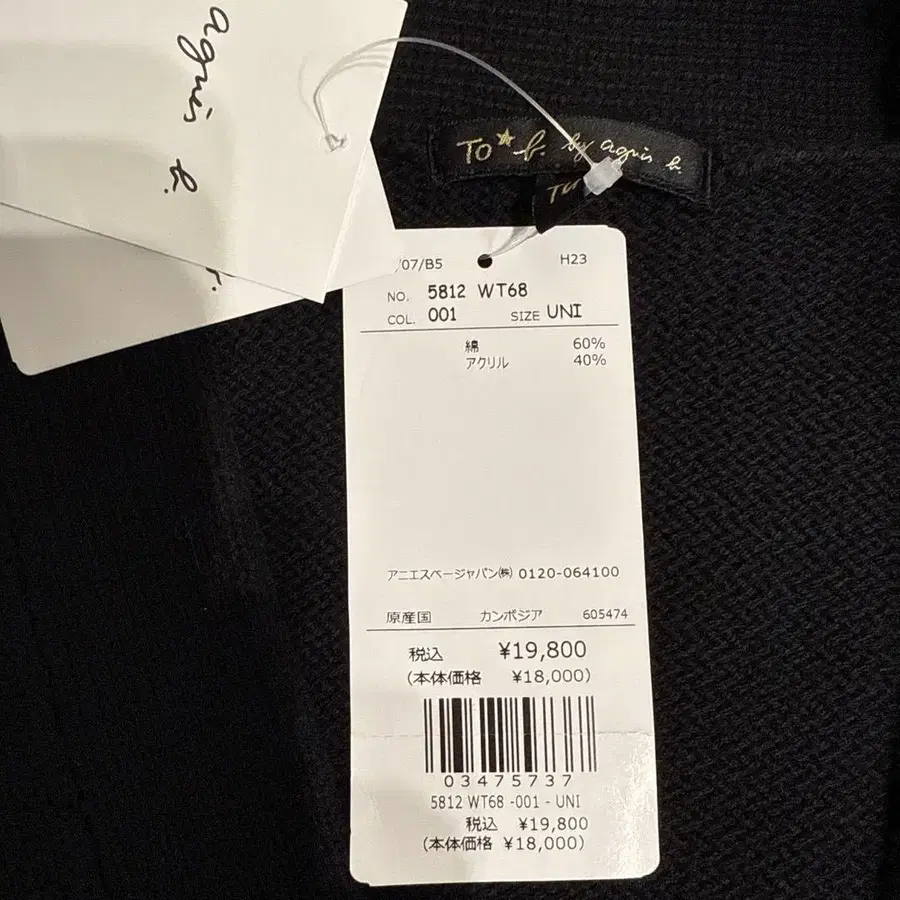 agnès b.
To★b. by agnès b.
/07/B5 H23
NO. 5812 WT68
COL. 001 SIZE UNI
綿 60%
アクリル 40%
アニエスベージャパン㈱ 0120-064100
原産国 カンボジア 605474
税込 ¥19,800
(本体価格 ¥18,000)
03475737
5812 WT68 -001 - UNI
税込 ¥19,800
(本体価格 ¥18,000)